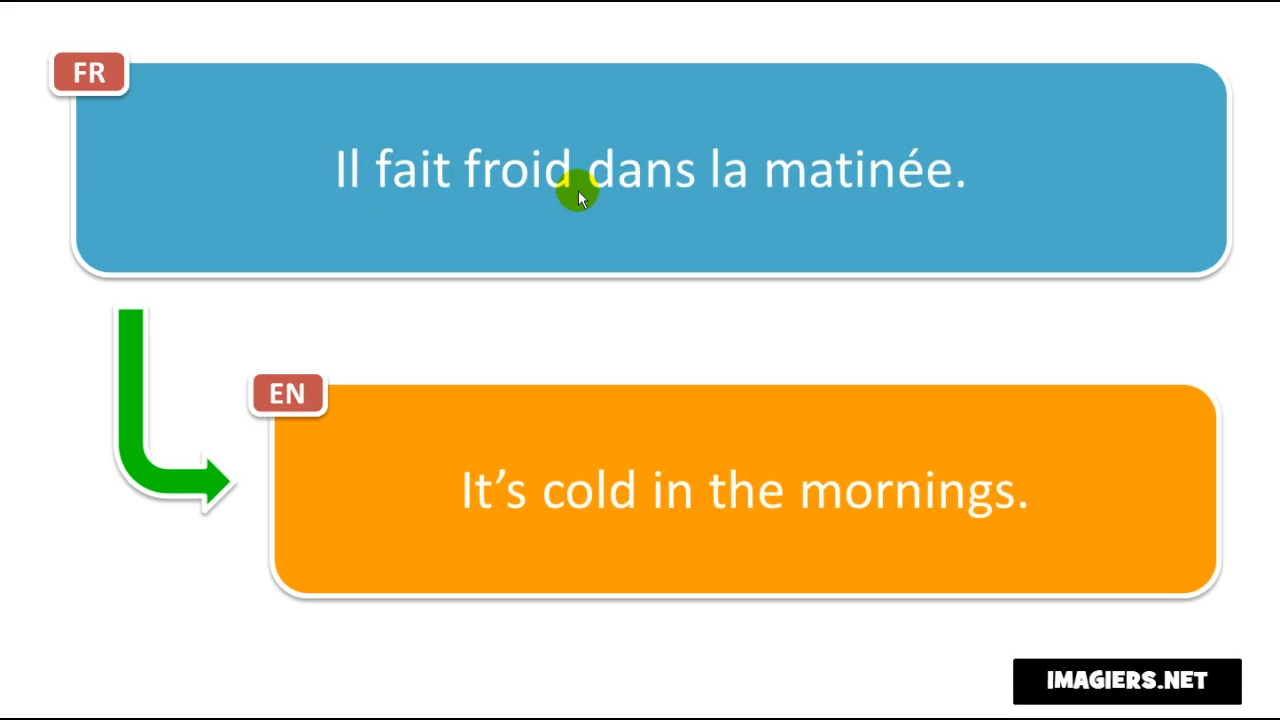 FR
Il fait froid dans la matinée.
EN
It’s cold in the mornings.
IMAGIERS.NET